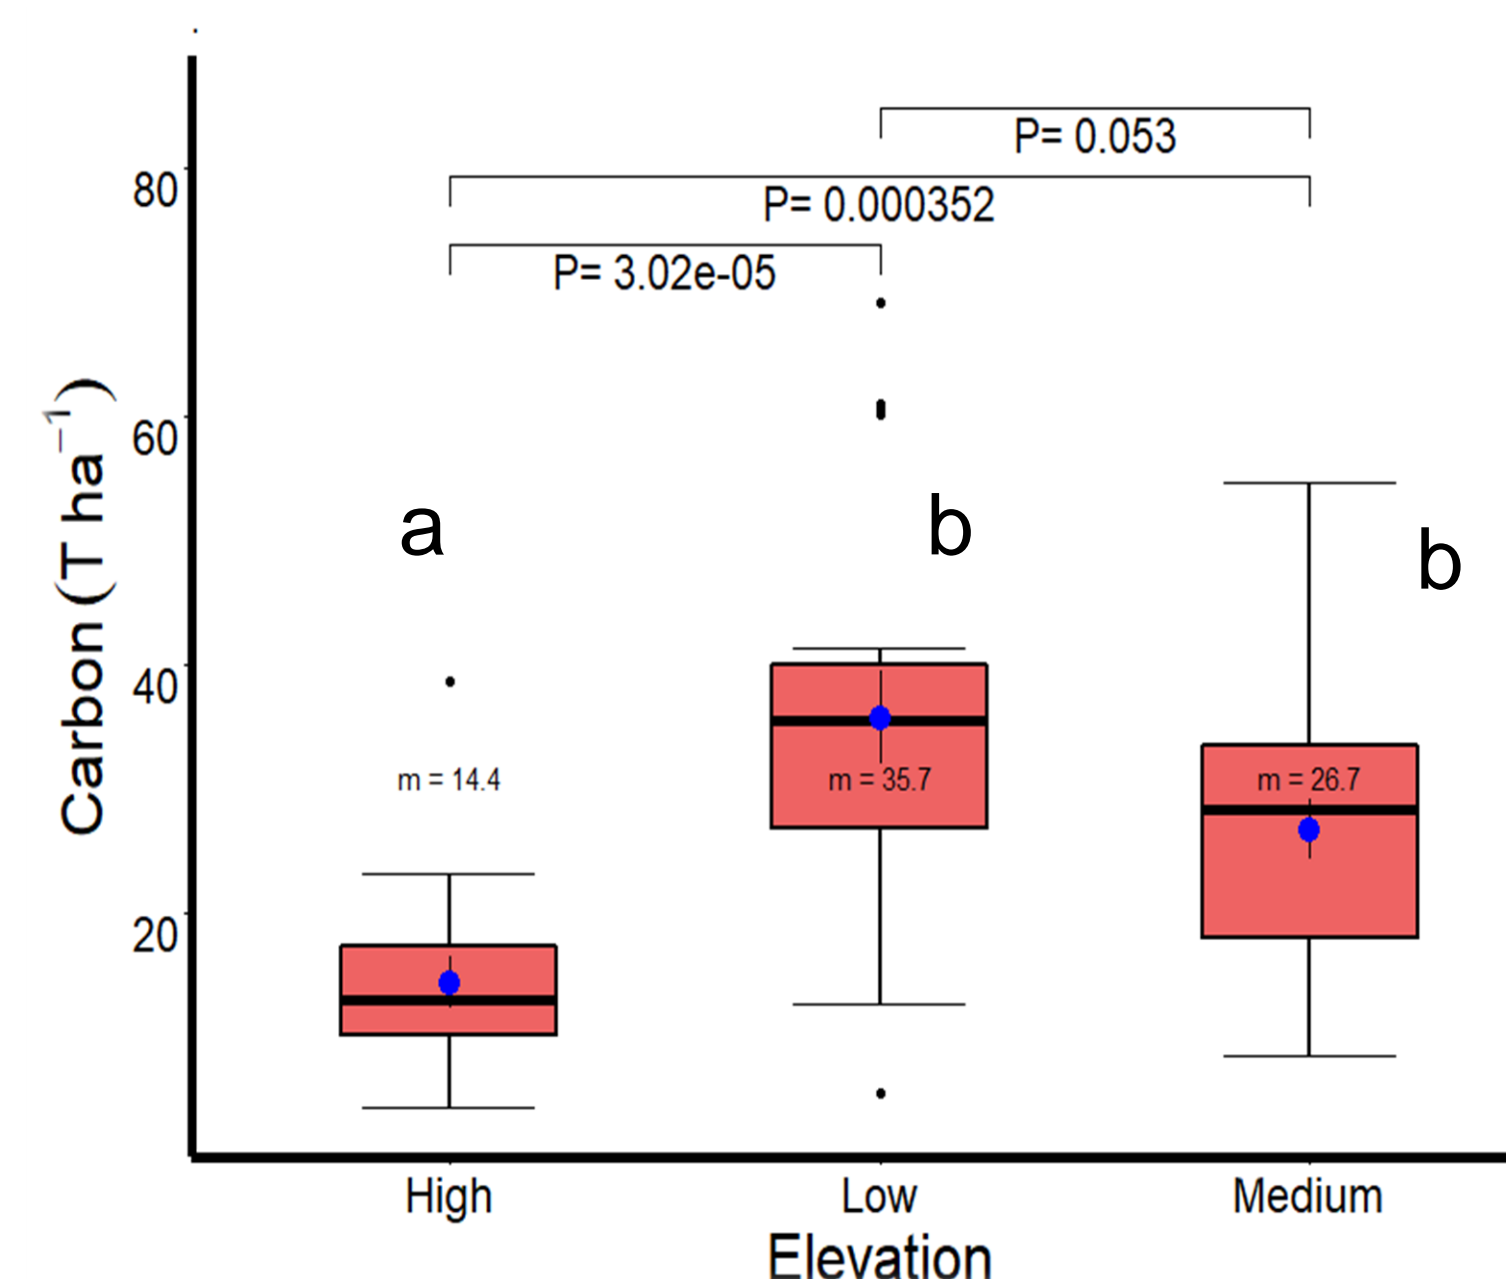 P= 0.053
80
P= 0.000352
P= 3.02e-05
60
Carbon (T ha⁻¹)
a
b
b
40
m = 14.4
m = 35.7
m = 26.7
20
High
Low
Medium
Elevation